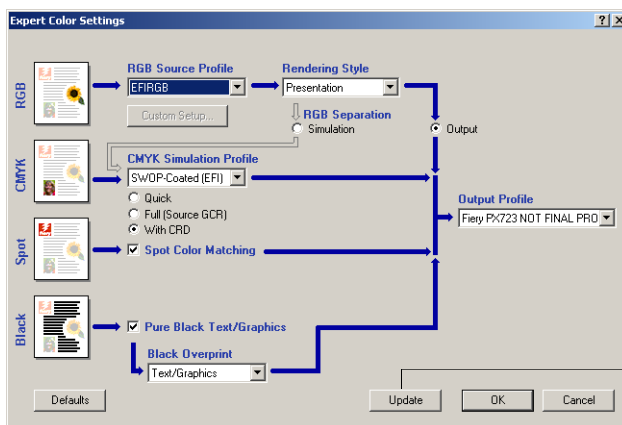 Expert Color Settings
RGB
RGB Source Profile
Rendering Style
EFIRGB
Presentation
Custom Setup...
RGB Separation
Simulation
Output
CMYK
CMYK Simulation Profile
SWOP-Coated (EFI)
Quick
Full (Source GCR)
With CRD
Output Profile
Fiery PX723 NOT FINAL PRO
Spot
Spot Color Matching
Black
Pure Black Text/Graphics
Black Overprint
Text/Graphics
Defaults
Update
OK
Cancel